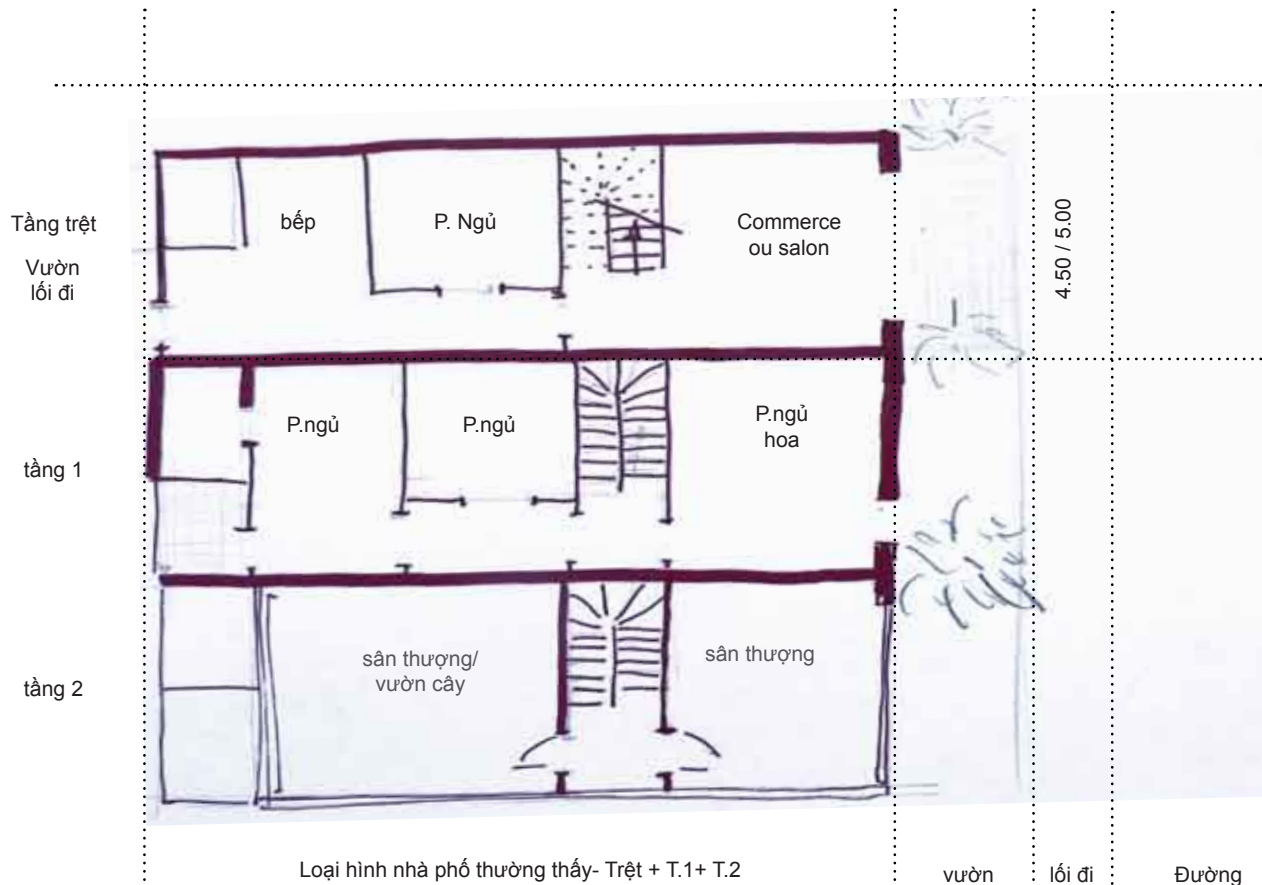 Tầng trệt
Vườn
lối đi
bếp
P. Ngủ
Commerce
ou salon
4.50 / 5.00
tầng 1
P.ngủ
P.ngủ
P.ngủ
hoa
tầng 2
sân thượng/
vườn cây
sân thượng
Loại hình nhà phố thường thấy- Trệt + T.1+ T.2
vườn
lối đi
Đường